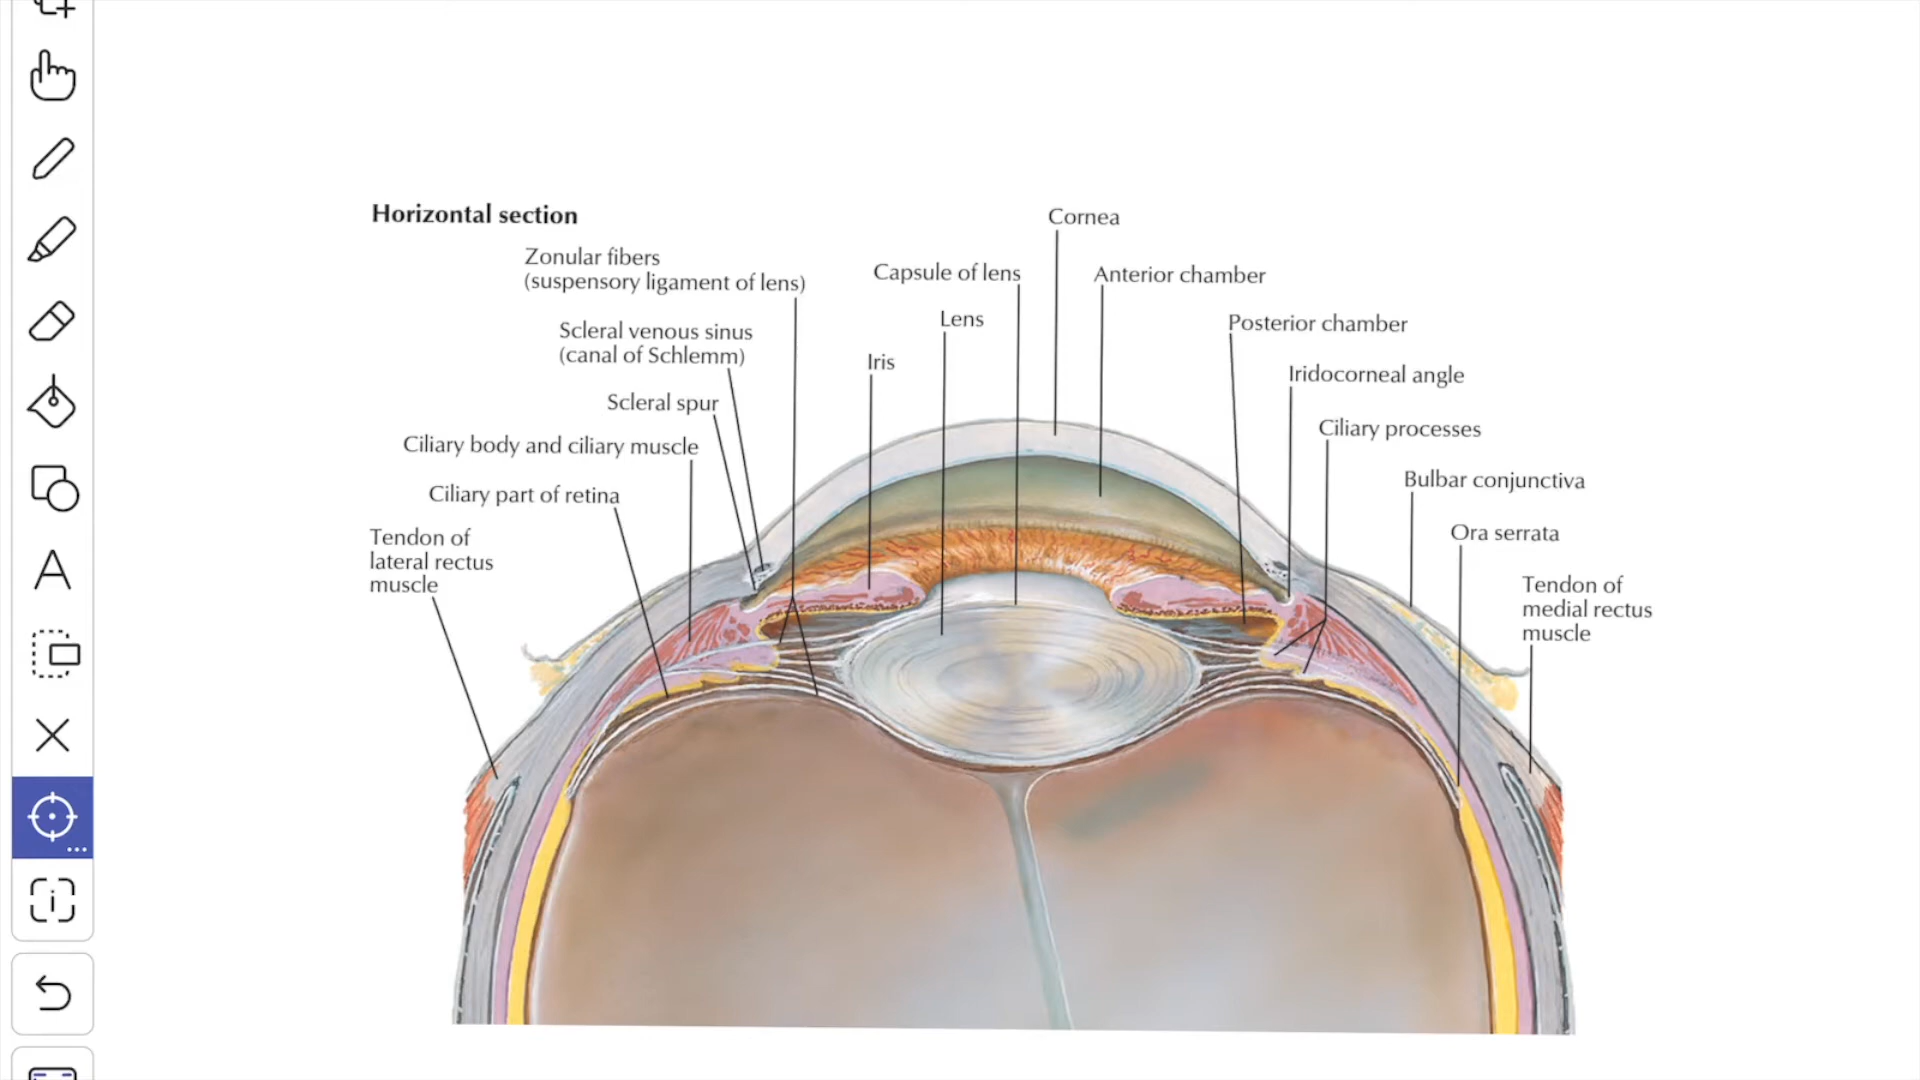 Horizontal section
Cornea
Zonular fibers
(suspensory ligament of lens)
Capsule of lens
Anterior chamber
Lens
Posterior chamber
Scleral venous sinus
(canal of Schlemm)
Iris
Iridocorneal angle
Scleral spur
Ciliary processes
Ciliary body and ciliary muscle
Bulbar conjunctiva
Ciliary part of retina
Ora serrata
Tendon of
lateral rectus
muscle
Tendon of
medial rectus
muscle